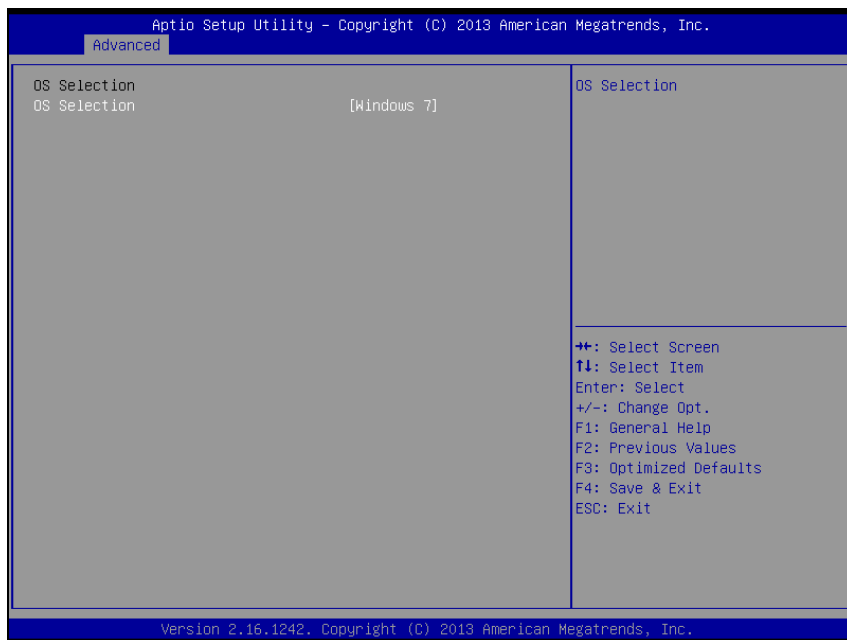 Aptio Setup Utility – Copyright (C) 2013 American Megatrends, Inc.
Advanced
OS Selection
OS Selection [Windows 7]
OS Selection
→←: Select Screen
↑↓: Select Item
Enter: Select
+/-: Change Opt.
F1: General Help
F2: Previous Values
F3: Optimized Defaults
F4: Save & Exit
ESC: Exit
Version 2.16.1242. Copyright (C) 2013 American Megatrends, Inc.